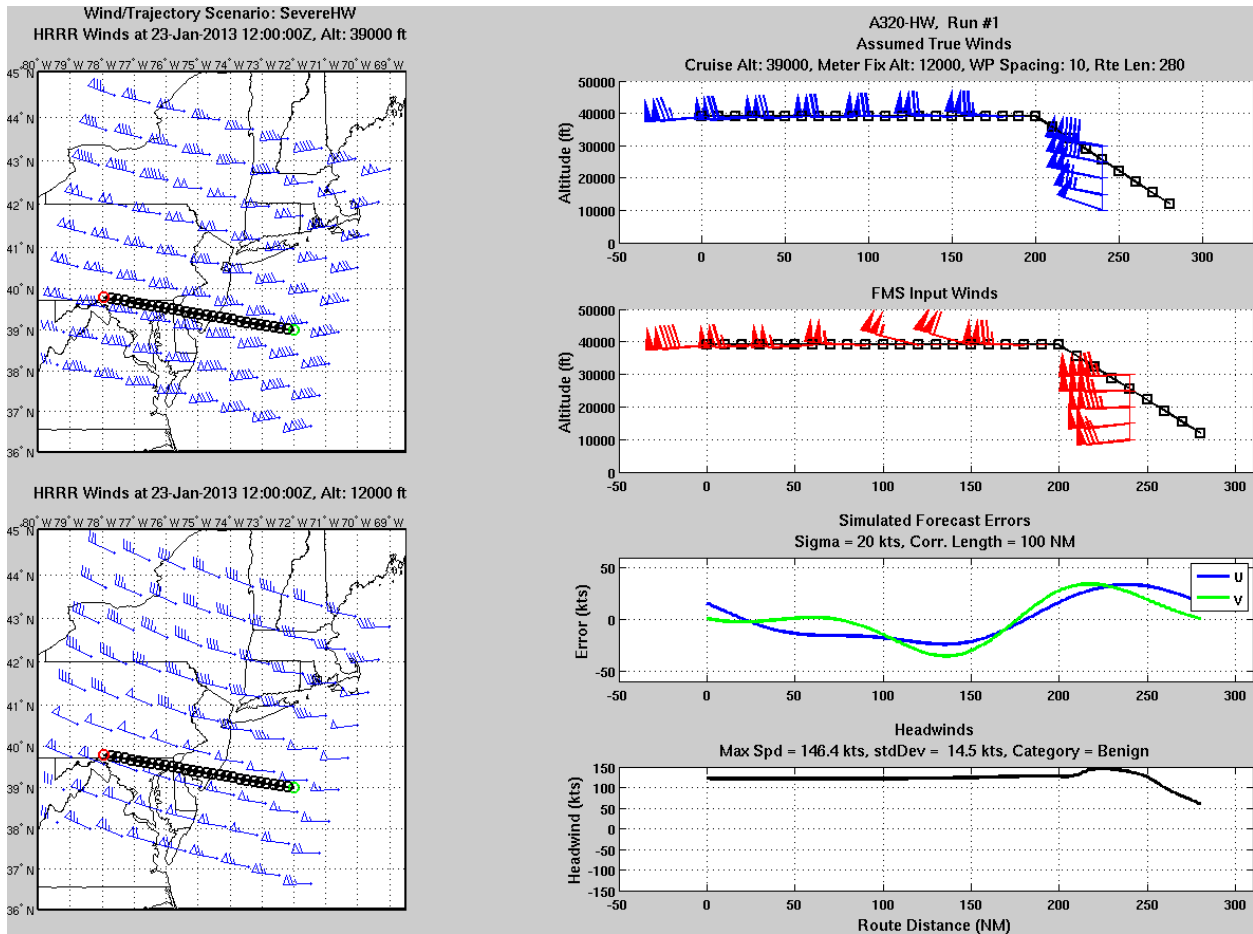 Wind/Trajectory Scenario: SevereHW
HRRR Winds at 23-Jan-2013 12:00:00Z, Alt: 39000 ft
80° W 79° W 78° W 77° W 76° W 75° W 74° W 73° W 72° W 71° W 70° W 69° W
45° N
44° N
43° N
42° N
41° N
40° N
39° N
38° N
37° N
36° N
HRRR Winds at 23-Jan-2013 12:00:00Z, Alt: 12000 ft
80° W 79° W 78° W 77° W 76° W 75° W 74° W 73° W 72° W 71° W 70° W 69° W
45° N
44° N
43° N
42° N
41° N
40° N
39° N
38° N
37° N
36° N
A320-HW, Run #1
Assumed True Winds
Cruise Alt: 39000, Meter Fix Alt: 12000, WP Spacing: 10, Rte Len: 280
Altitude (ft)
50000
40000
30000
20000
10000
0
-50 0 50 100 150 200 250 300
FMS Input Winds
Altitude (ft)
50000
40000
30000
20000
10000
0
-50 0 50 100 150 200 250 300
Simulated Forecast Errors
Sigma = 20 kts, Corr. Length = 100 NM
Error (kts)
50
0
-50
U
V
-50 0 50 100 150 200 250 300
Headwinds
Max Spd = 146.4 kts, stdDev = 14.5 kts, Category = Benign
Headwind (kts)
150
100
50
0
-50
-100
-150
-50 0 50 100 150 200 250 300
Route Distance (NM)